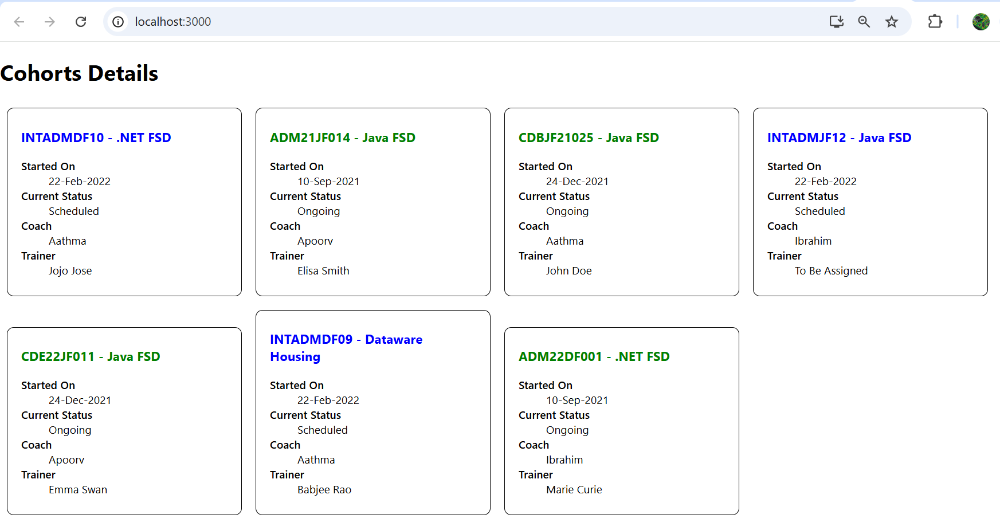 localhost:3000
Cohorts Details
INTADMDF10 - .NET FSD
Started On
22-Feb-2022
Current Status
Scheduled
Coach
Aathma
Trainer
Jojo Jose
ADM21JF014 - Java FSD
Started On
10-Sep-2021
Current Status
Ongoing
Coach
Apoorv
Trainer
Elisa Smith
CDBJF21025 - Java FSD
Started On
24-Dec-2021
Current Status
Ongoing
Coach
Aathma
Trainer
John Doe
INTADMJF12 - Java FSD
Started On
22-Feb-2022
Current Status
Scheduled
Coach
Ibrahim
Trainer
To Be Assigned
CDE22JF011 - Java FSD
Started On
24-Dec-2021
Current Status
Ongoing
Coach
Apoorv
Trainer
Emma Swan
INTADMDF09 - Dataware
Housing
Started On
22-Feb-2022
Current Status
Scheduled
Coach
Aathma
Trainer
Babjee Rao
ADM22DF001 - .NET FSD
Started On
10-Sep-2021
Current Status
Ongoing
Coach
Ibrahim
Trainer
Marie Curie